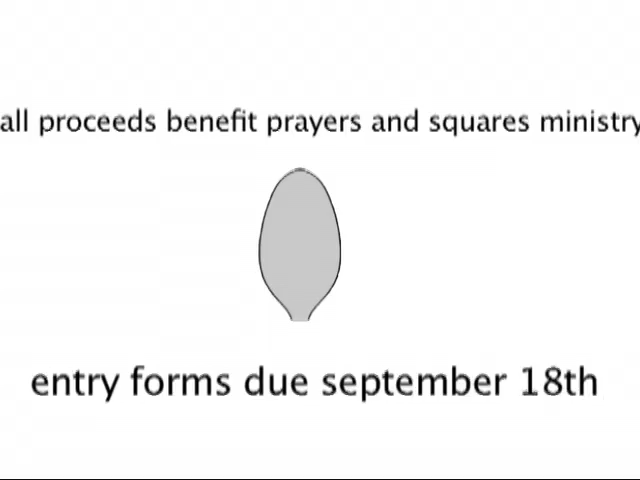 all proceeds benefit prayers and squares ministry
entry forms due september 18th